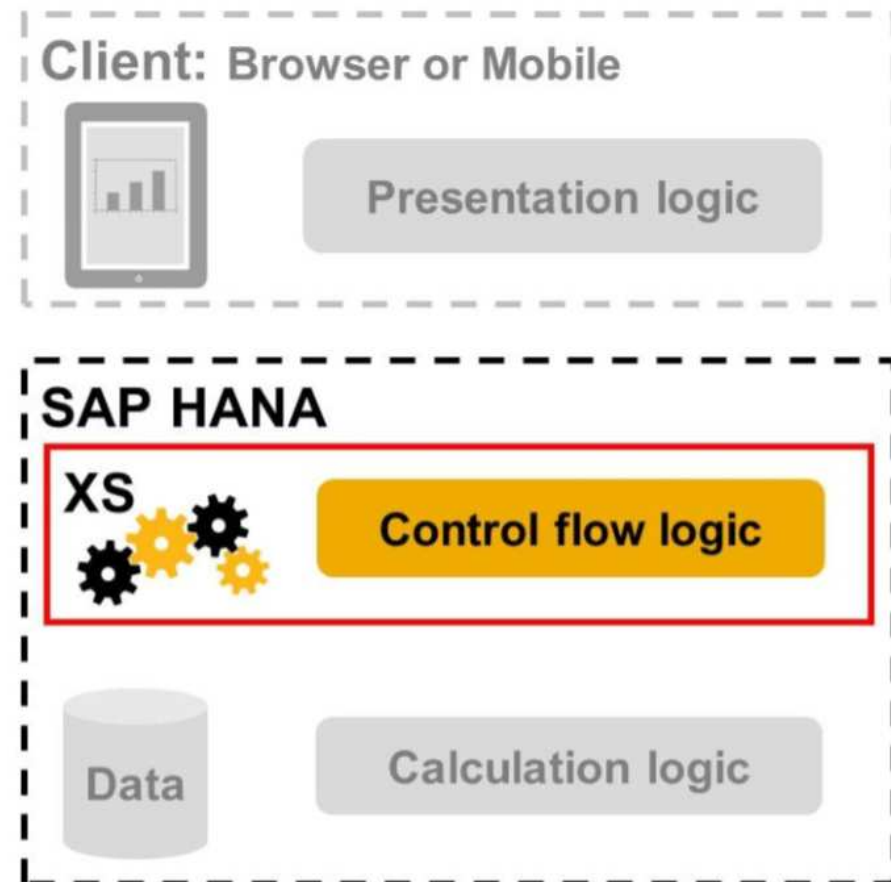 Client: Browser or Mobile
Presentation logic
SAP HANA
XS
Control flow logic
Data
Calculation logic